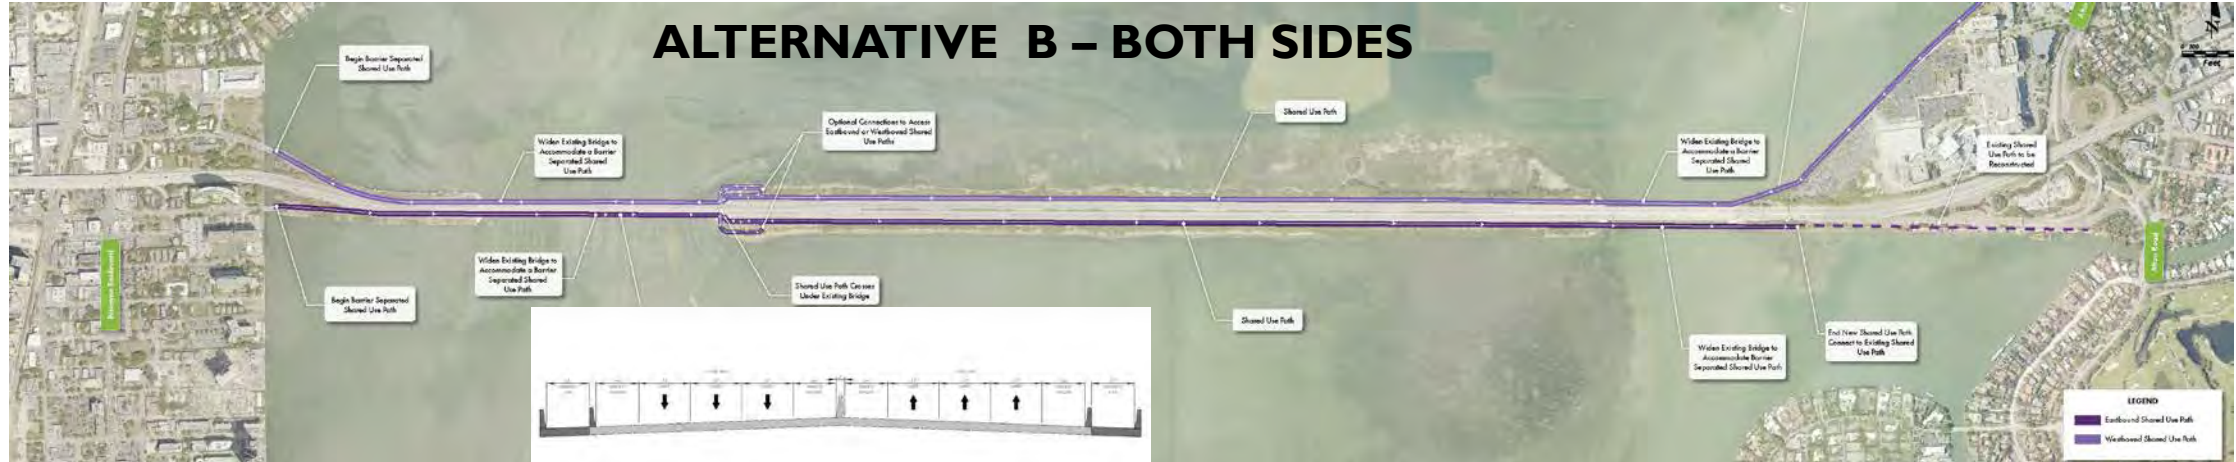 ALTERNATIVE B – BOTH SIDES
Begin Barrier Separated
Shared Use Path
Widen Existing Bridge to
Accommodate a Barrier
Separated Shared
Use Path
Optional Connections to Access
Eastbound or Westbound Shared
Use Paths
Shared Use Path
Widen Existing Bridge to
Accommodate a Barrier
Separated Shared
Use Path
Existing Shared
Use Path to be
Reconstructed
Feet
Biscayne Boulevard
Begin Barrier Separated
Shared Use Path
Widen Existing Bridge to
Accommodate a Barrier
Separated Shared
Use Path
Shared Use Path Crosses
Under Existing Bridge
Shared Use Path
Widen Existing Bridge to
Accommodate Barrier
Separated Shared Use Path
End New Shared Use Path
Connect to Existing Shared
Use Path
Alton Road
LEGEND
Eastbound Shared Use Path
Westbound Shared Use Path